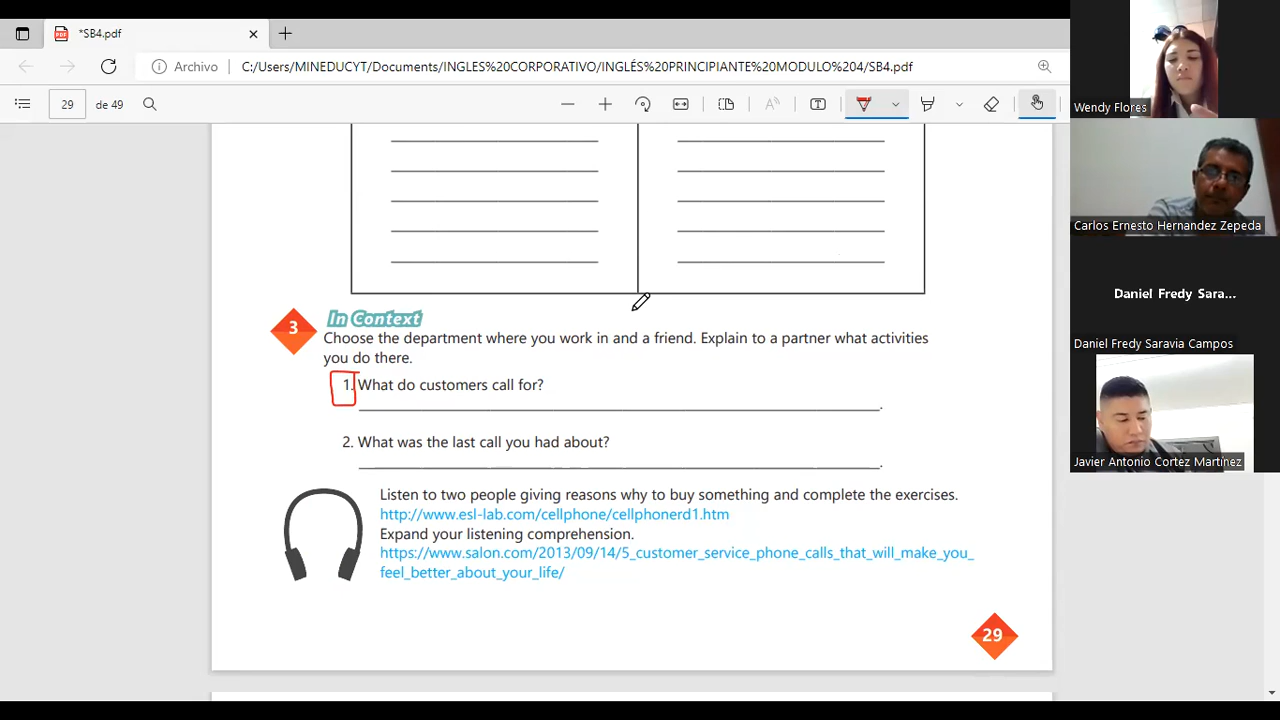 *SB4.pdf
Archivo
C:/Users/MINEDUCYT/Documents/INGLES%20CORPORATIVO/INGLÉS%20PRINCIPIANTE%20MODULO%204/SB4.pdf
29
de 49
3
In Context
Choose the department where you work in and a friend. Explain to a partner what activities
you do there.
1. What do customers call for?
2. What was the last call you had about?
Listen to two people giving reasons why to buy something and complete the exercises.
http://www.esl-lab.com/cellphone/cellphonerd1.htm
Expand your listening comprehension.
https://www.salon.com/2013/09/14/5_customer_service_phone_calls_that_will_make_you_
feel_better_about_your_life/
29
Wendy Flores
Carlos Ernesto Hernandez Zepeda
Daniel Fredy Sara...
Daniel Fredy Saravia Campos
Javier Antonio Cortez Martínez